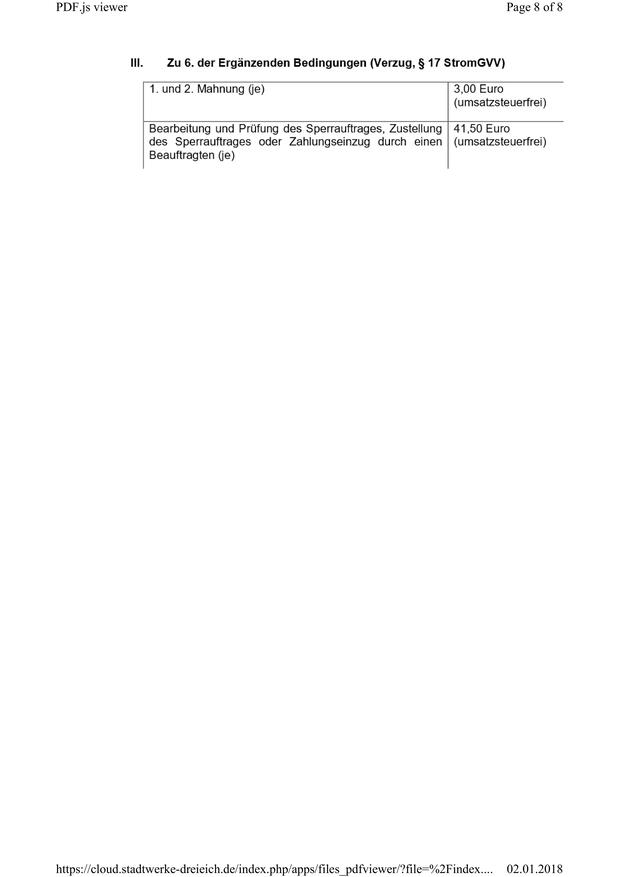 PDF.js viewer Page 8 of 8
III. Zu 6. der Ergänzenden Bedingungen (Verzug, § 17 StromGVV)
1. und 2. Mahnung (je) 3,00 Euro
(umsatzsteuerfrei)
Bearbeitung und Prüfung des Sperrauftrages, Zustellung 41,50 Euro
des Sperrauftrages oder Zahlungseinzug durch einen (umsatzsteuerfrei)
Beauftragten (je)
https://cloud.stadtwerke-dreieich.de/index.php/apps/files_pdfviewer/?file=%2Findex.... 02.01.2018